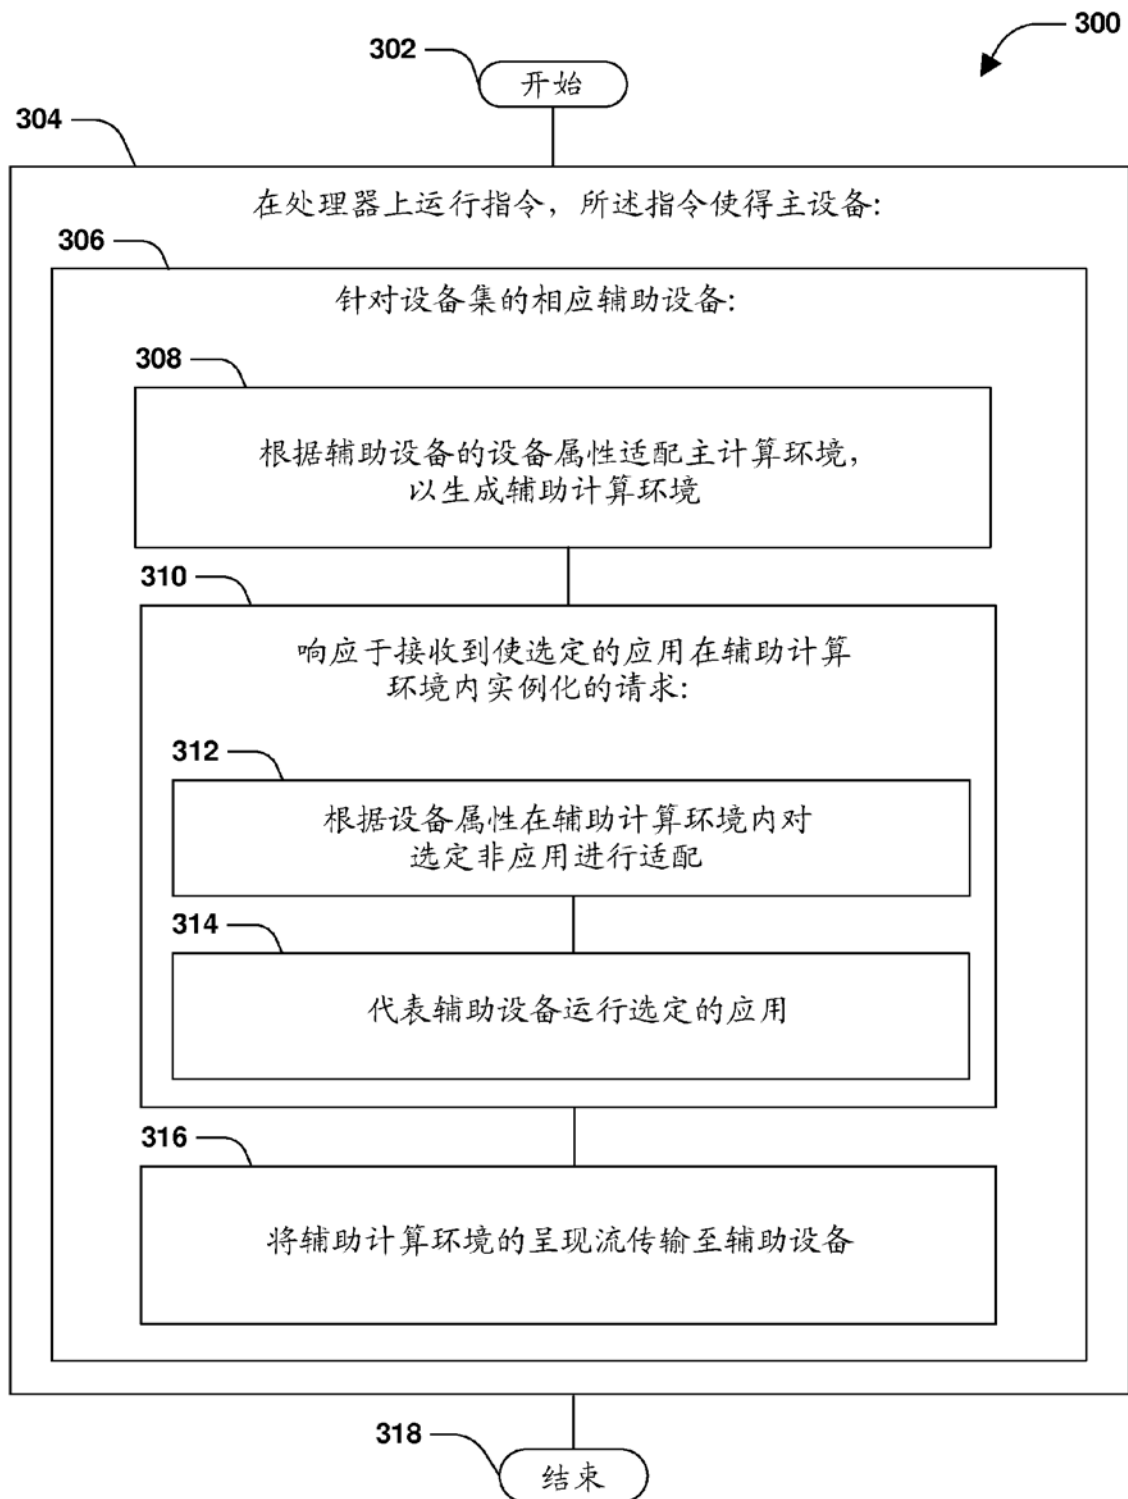 300
302
开始
304
在处理器上运行指令，所述指令使得主设备：
306
针对设备集的相应辅助设备：
308
根据辅助设备的设备属性适配主计算环境，
以生成辅助计算环境
310
响应于接收到使选定的应用在辅助计算
环境内实例化的请求：
312
根据设备属性在辅助计算环境内对
选定非应用进行适配
314
代表辅助设备运行选定的应用
316
将辅助计算环境的呈现流传输至辅助设备
318
结束